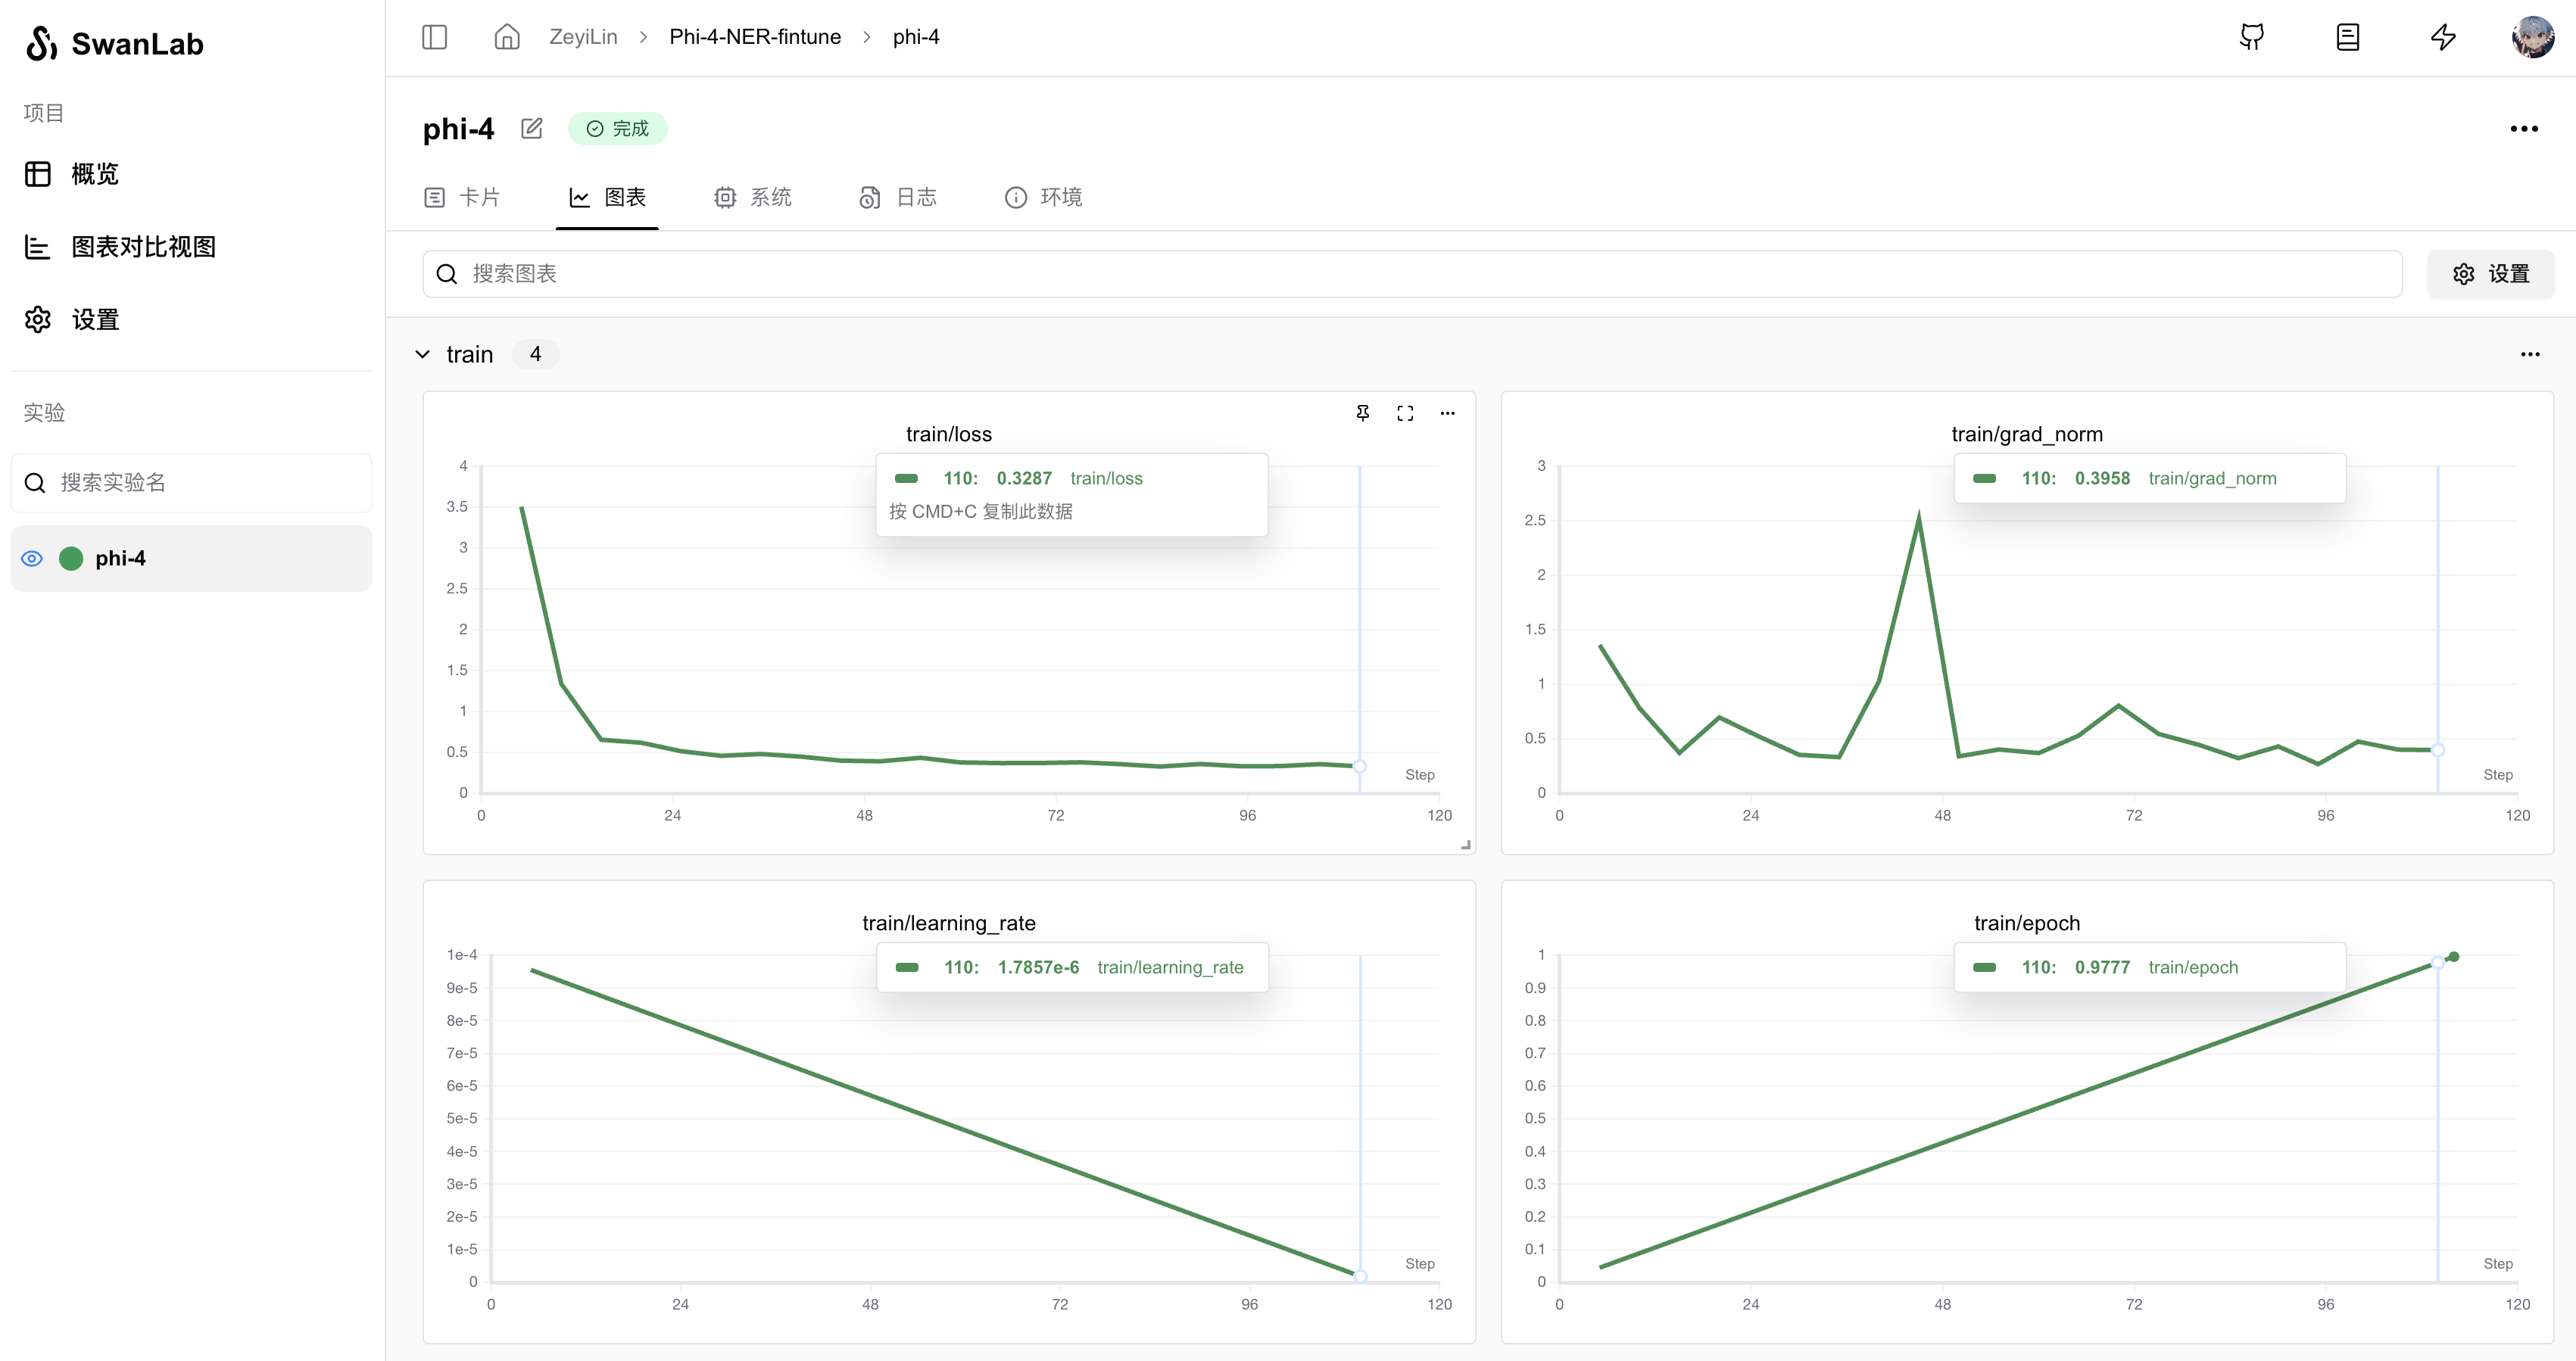 SwanLab
项目
概览
图表对比视图
设置
实验
搜索实验名
phi-4
ZeyiLin > Phi-4-NER-fintune > phi-4
phi-4 完成
卡片 图表 系统 日志 环境
搜索图表 设置
train 4
train/loss
110: 0.3287 train/loss
按 CMD+C 复制此数据
4
3.5
3
2.5
2
1.5
1
0.5
0
Step
0 24 48 72 96 120
train/grad_norm
110: 0.3958 train/grad_norm
3
2.5
2
1.5
1
0.5
0
Step
0 24 48 72 96 120
train/learning_rate
110: 1.7857e-6 train/learning_rate
1e-4
9e-5
8e-5
7e-5
6e-5
5e-5
4e-5
3e-5
2e-5
1e-5
0
Step
0 24 48 72 96 120
train/epoch
110: 0.9777 train/epoch
1
0.9
0.8
0.7
0.6
0.5
0.4
0.3
0.2
0.1
0
Step
0 24 48 72 96 120